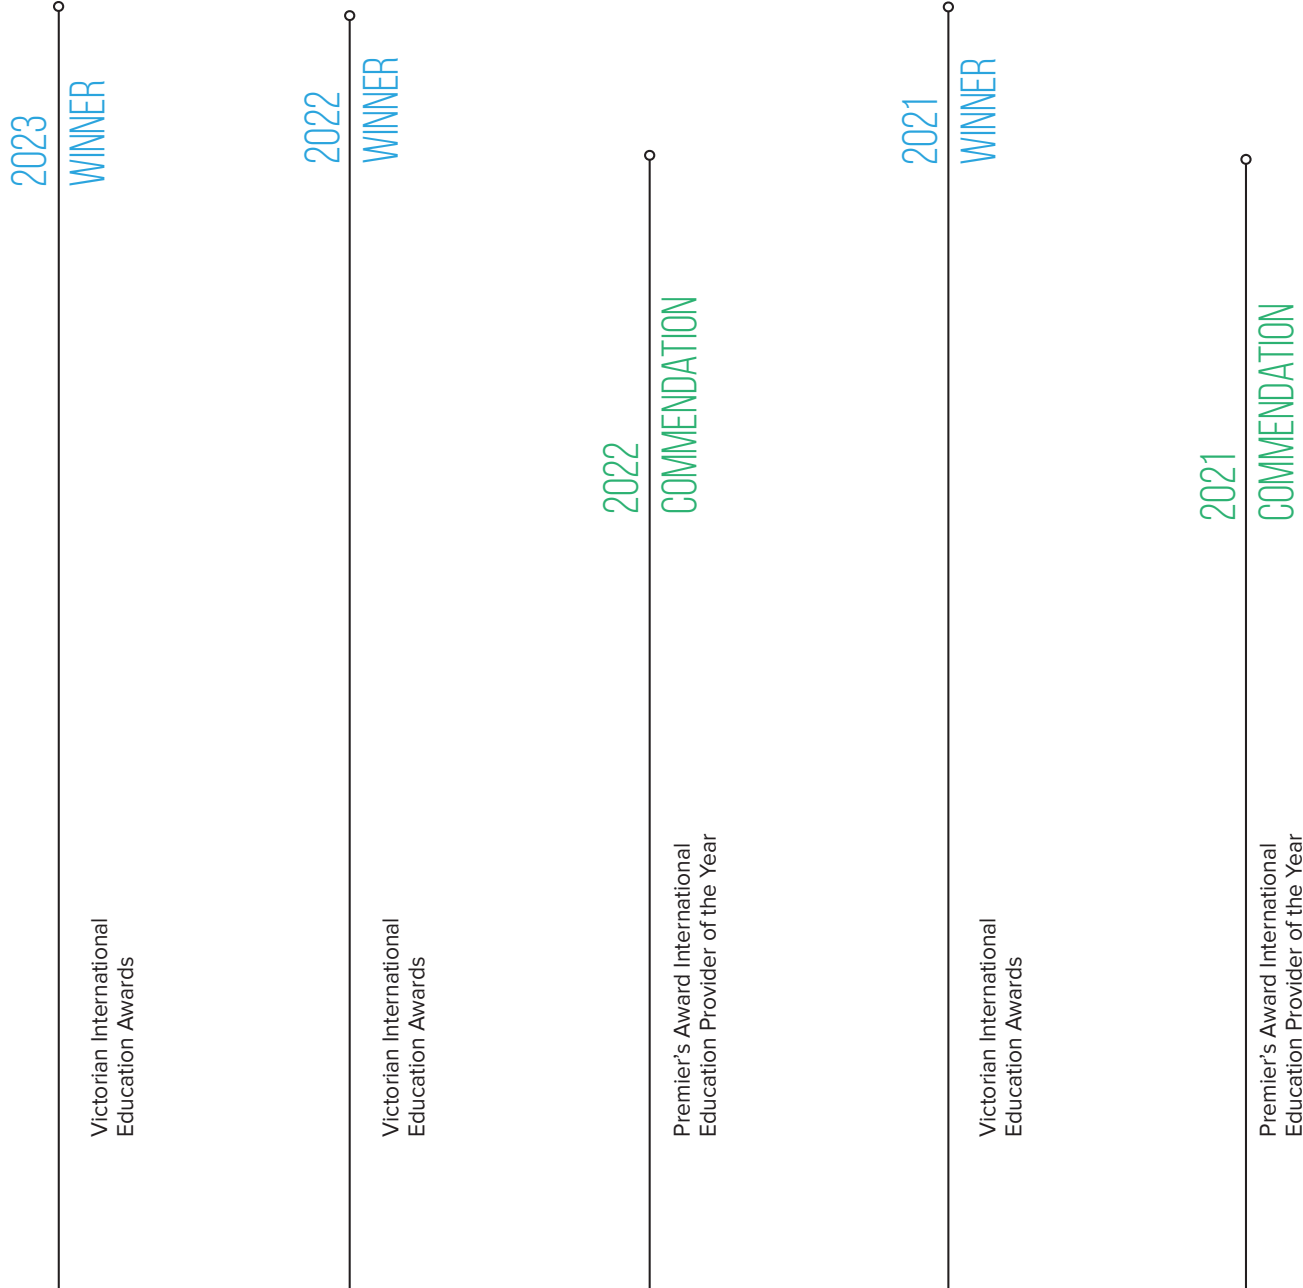 2023
WINNER
Victorian International
Education Awards
2022
WINNER
Victorian International
Education Awards
2022
COMMENDATION
Premier’s Award International
Education Provider of the Year
2021
WINNER
Victorian International
Education Awards
2021
COMMENDATION
Premier’s Award International
Education Provider of the Year